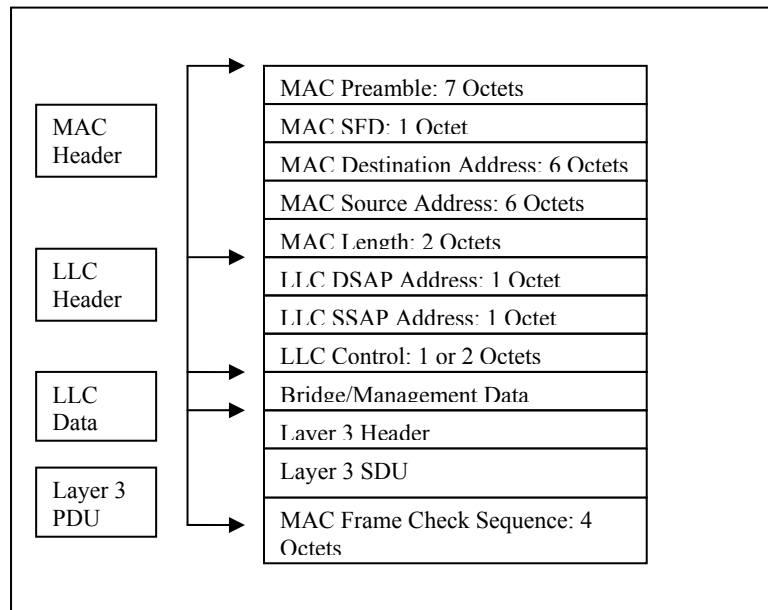 MAC
Header
LLC
Header
LLC
Data
Layer 3
PDU
MAC Preamble: 7 Octets
MAC SFD: 1 Octet
MAC Destination Address: 6 Octets
MAC Source Address: 6 Octets
MAC Length: 2 Octets
LLC DSAP Address: 1 Octet
LLC SSAP Address: 1 Octet
LLC Control: 1 or 2 Octets
Bridge/Management Data
Layer 3 Header
Layer 3 SDU
MAC Frame Check Sequence: 4
Octets